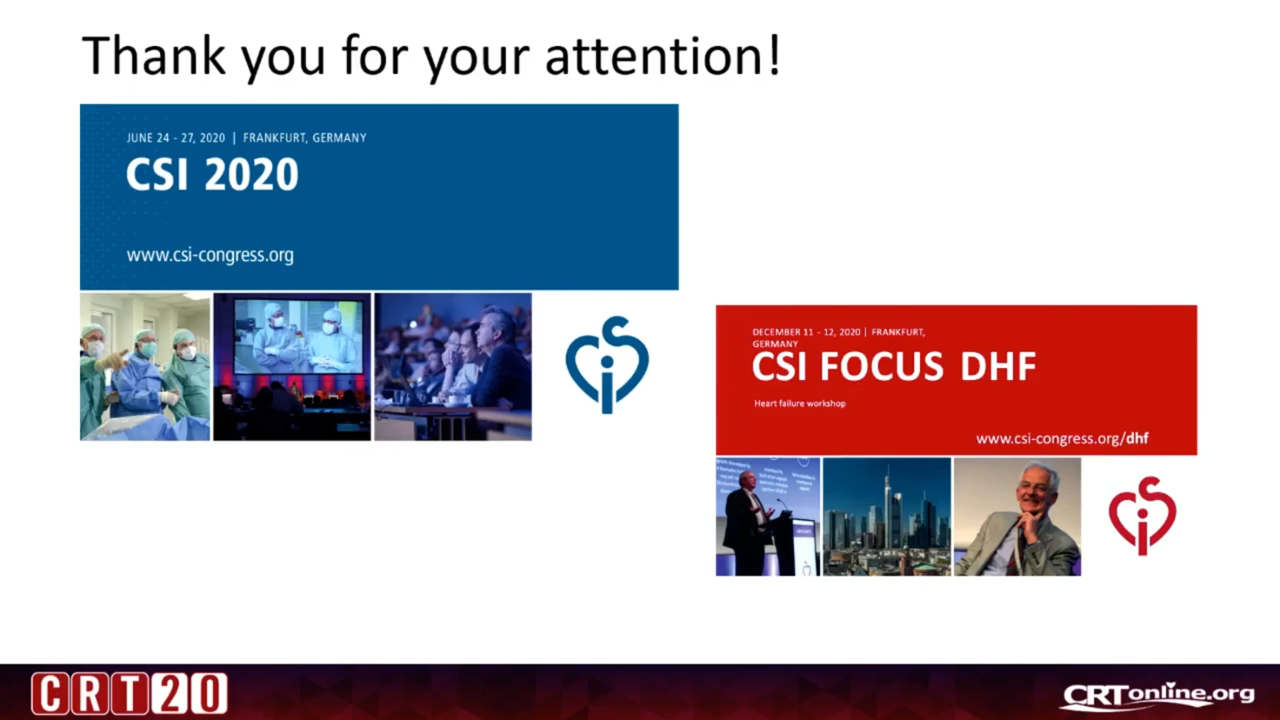 Thank you for your attention!
JUNE 24 - 27, 2020 | FRANKFURT, GERMANY
CSI 2020
www.csi-congress.org
DECEMBER 11 - 12, 2020 | FRANKFURT,
GERMANY
CSI FOCUS DHF
Heart failure workshop
www.csi-congress.org/dhf
CRT20
CRTonline.org